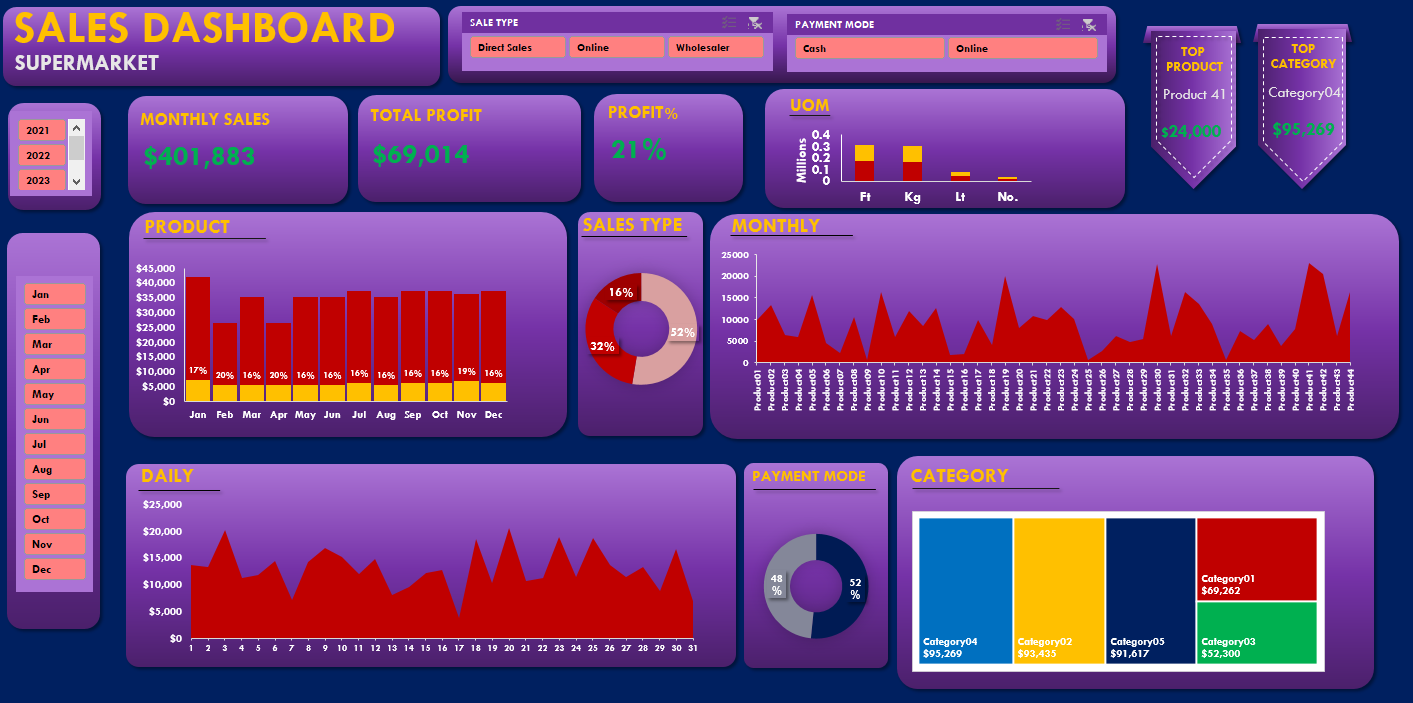 SALES DASHBOARD
SUPERMARKET
SALE TYPE
Direct Sales
Online
Wholesaler
PAYMENT MODE
Cash
Online
TOP
PRODUCT
Product 41
$24,000
TOP
CATEGORY
Category04
$95,269
2021
2022
2023
MONTHLY SALES
$401,883
TOTAL PROFIT
$69,014
PROFIT%
21%
UOM
Millions
0.4
0.3
0.2
0.1
0
Ft
Kg
Lt
No.
Jan
Feb
Mar
Apr
May
Jun
Jul
Aug
Sep
Oct
Nov
Dec
PRODUCT
$45,000
$40,000
$35,000
$30,000
$25,000
$20,000
$15,000
$10,000
$5,000
$0
17% 20% 16% 20% 16% 16% 16% 16% 16% 16% 19% 16%
Jan Feb Mar Apr May Jun Jul Aug Sep Oct Nov Dec
SALES TYPE
16%
52%
32%
MONTHLY
25000
20000
15000
10000
5000
0
Product01
Product02
Product03
Product04
Product05
Product06
Product07
Product08
Product09
Product10
Product11
Product12
Product13
Product14
Product15
Product16
Product17
Product18
Product19
Product20
Product21
Product22
Product23
Product24
Product25
Product26
Product27
Product28
Product29
Product30
Product31
Product32
Product33
Product34
Product35
Product36
Product37
Product38
Product39
Product40
Product41
Product42
Product43
Product44
DAILY
$25,000
$20,000
$15,000
$10,000
$5,000
$0
1 2 3 4 5 6 7 8 9 10 11 12 13 14 15 16 17 18 19 20 21 22 23 24 25 26 27 28 29 30 31
PAYMENT MODE
48
%
52
%
CATEGORY
Category04
$95,269
Category02
$93,435
Category05
$91,617
Category01
$69,262
Category03
$52,300